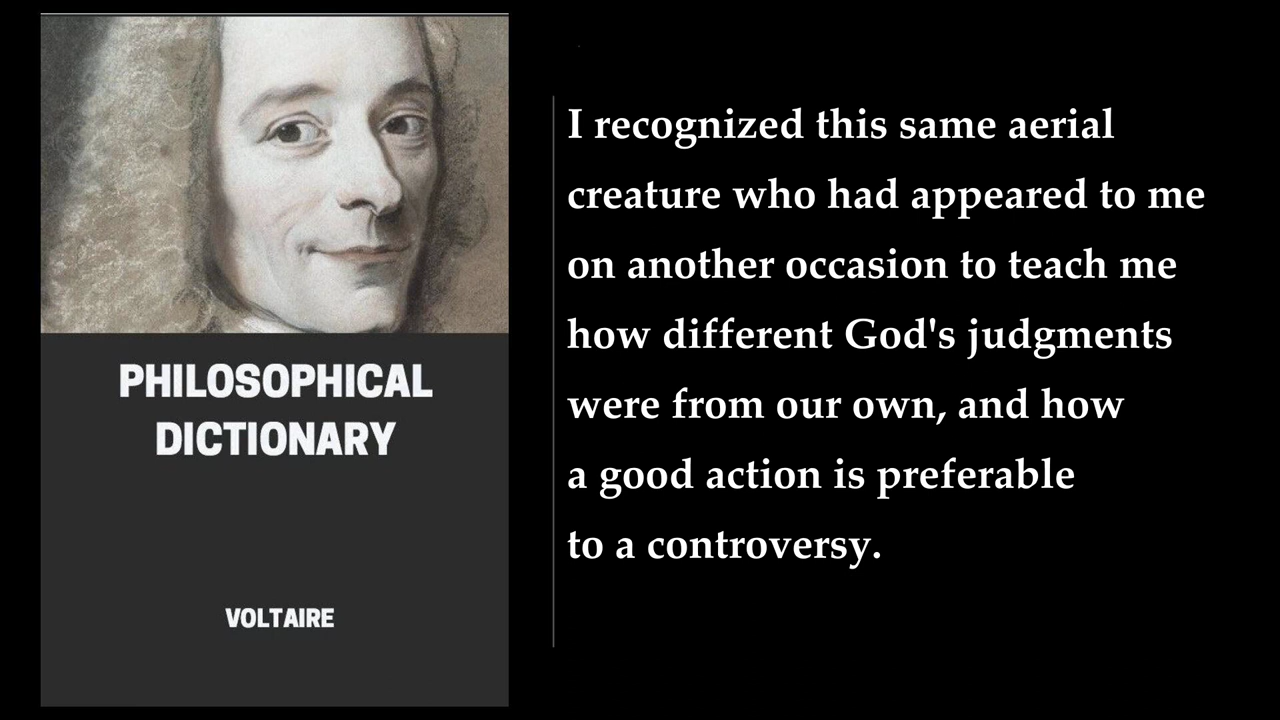 PHILOSOPHICAL
DICTIONARY
VOLTAIRE
I recognized this same aerial
creature who had appeared to me
on another occasion to teach me
how different God's judgments
were from our own, and how
a good action is preferable
to a controversy.